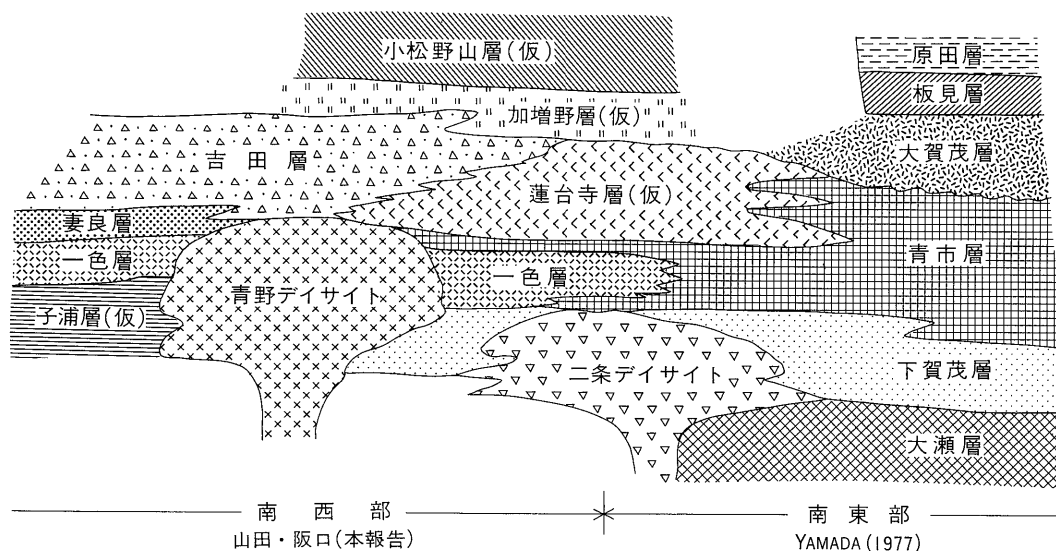 小松野山層(仮)
原田層
板見層
加増野層(仮)
大賀茂層
吉田層
蓮台寺層(仮)
妻良層
青市層
一色層
一色層
青野デイサイト
子浦層(仮)
下賀茂層
二条デイサイト
大瀬層
南西部
南東部
山田・阪口(本報告)
YAMADA (1977)